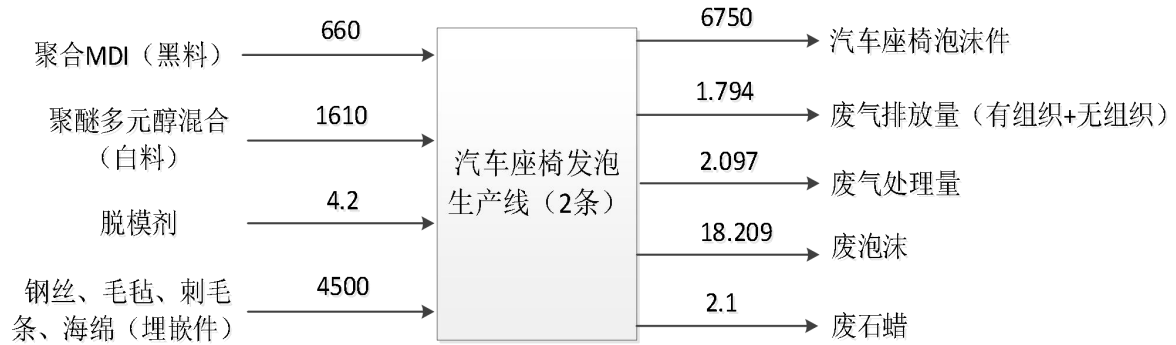 660
聚合MDI（黑料）
1610
聚醚多元醇混合
（白料）
4.2
脱模剂
4500
钢丝、毛毡、刺毛
条、海绵（埋嵌件）
汽车座椅发泡
生产线（2条）
6750
汽车座椅泡沫件
1.794
废气排放量（有组织+无组织）
2.097
废气处理量
18.209
废泡沫
2.1
废石蜡